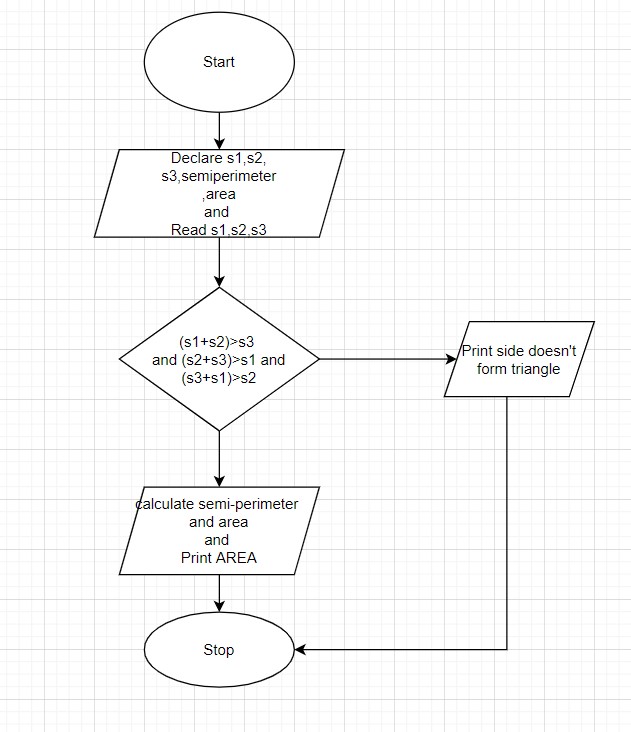 Start
Declare s1,s2,
s3,semiperimeter
,area
and
Read s1,s2,s3
(s1+s2)>s3
and (s2+s3)>s1 and
(s3+s1)>s2
Print side doesn't
form triangle
calculate semi-perimeter
and area
and
Print AREA
Stop